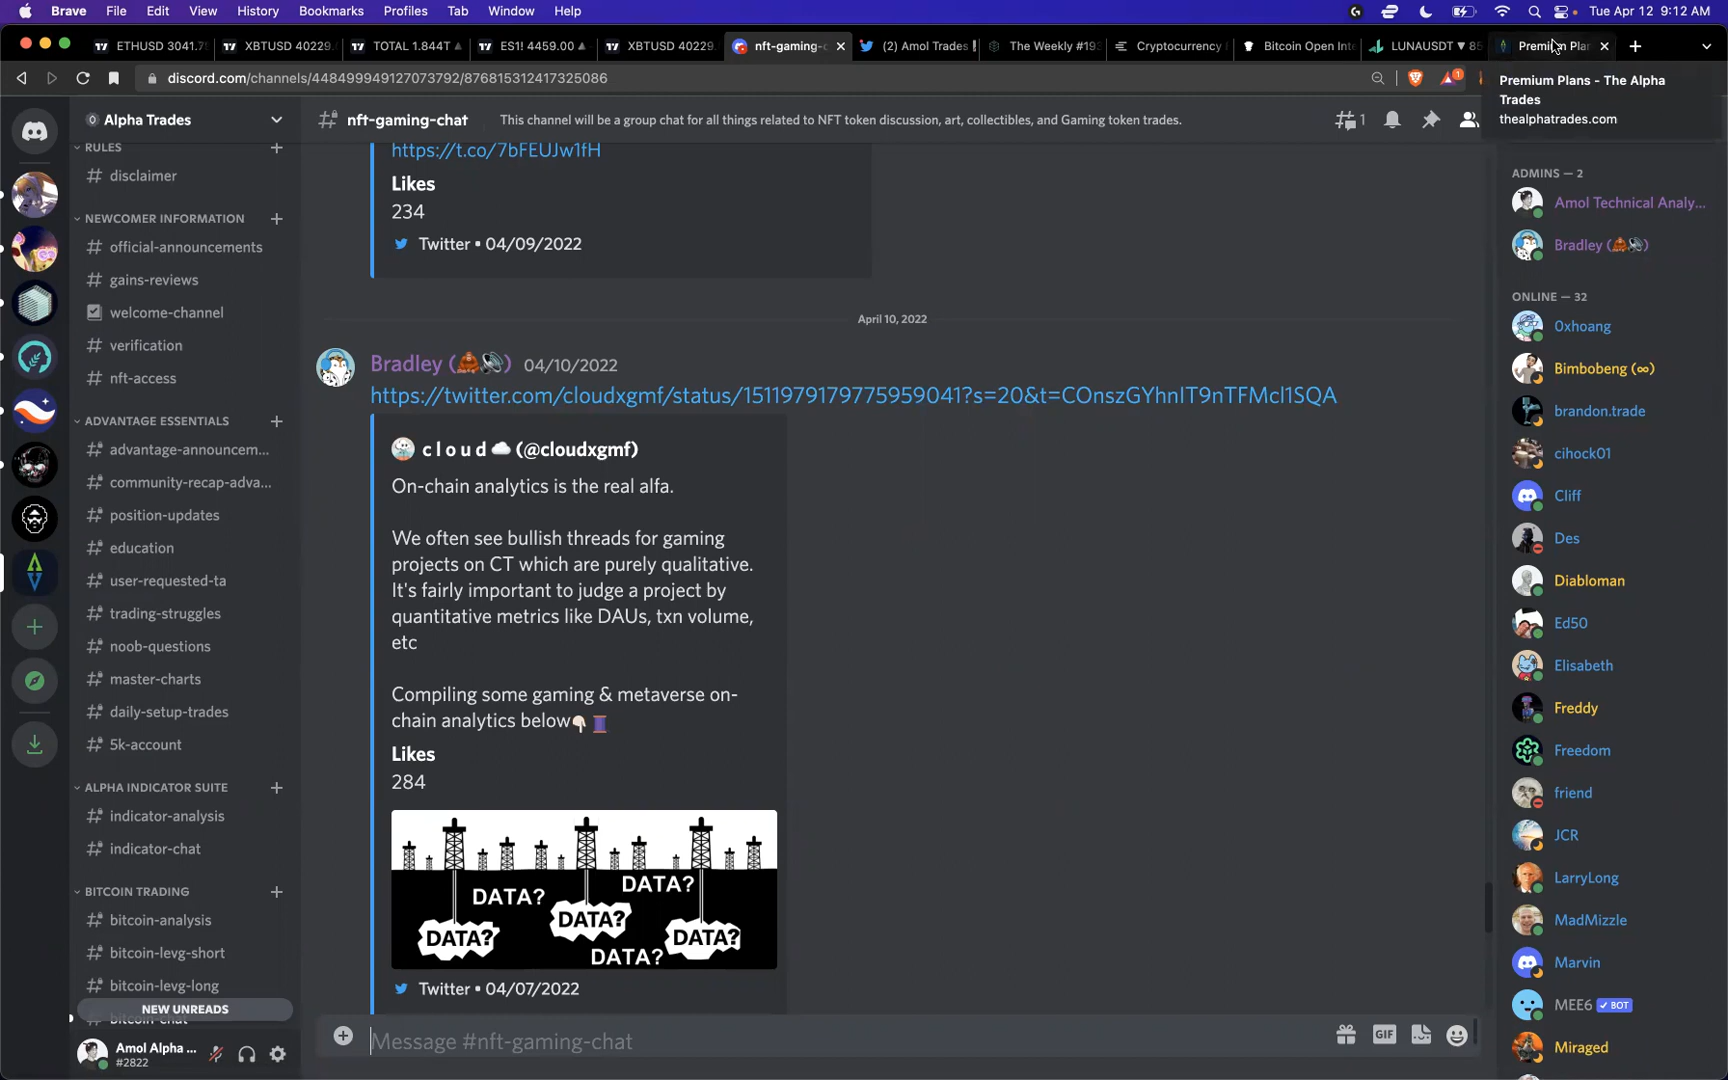 Brave File Edit View History Bookmarks Profiles Tab Window Help Tue Apr 12 9:12 AM
ETHUSD 3041.7 XBTUSD 40229. TOTAL 1.844T ES1! 4459.00 XBTUSD 40229. nft-gaming- (2) Amol Trades The Weekly #193 Cryptocurrency Bitcoin Open Int LUNAUSDT ▼ 85 Premium Plan
discord.com/channels/448499949127073792/876815312417325086 1
Premium Plans - The Alpha
Trades
thealphatrades.com
Alpha Trades
# nft-gaming-chat This channel will be a group chat for all things related to NFT token discussion, art, collectibles, and Gaming token trades. 1
RULES
disclaimer
NEWCOMER INFORMATION
official-announcements
gains-reviews
welcome-channel
verification
nft-access
ADVANTAGE ESSENTIALS
advantage-announcem...
community-recap-adva...
position-updates
education
user-requested-ta
trading-struggles
noob-questions
master-charts
daily-setup-trades
5k-account
ALPHA INDICATOR SUITE
indicator-analysis
indicator-chat
BITCOIN TRADING
bitcoin-analysis
bitcoin-levg-short
bitcoin-levg-long
NEW UNREADS
bitcoin-chat
Amol Alpha ...
#2822
https://t.co/7bFEUJw1fH
Likes
234
Twitter • 04/09/2022
April 10, 2022
Bradley (🦧🔊) 04/10/2022
https://twitter.com/cloudxgmf/status/1511979179775959041?s=20&t=COnszGYhnIT9nTFMcl1SQA
c l o u d ☁ (@cloudxgmf)
On-chain analytics is the real alfa.
We often see bullish threads for gaming
projects on CT which are purely qualitative.
It's fairly important to judge a project by
quantitative metrics like DAUs, txn volume,
etc
Compiling some gaming & metaverse on-
chain analytics below👇🏻🧵
Likes
284
DATA? DATA?
DATA? DATA? DATA?
DATA?
Twitter • 04/07/2022
Message #nft-gaming-chat
GIF
ADMINS — 2
Amol Technical Analy...
Bradley (🦧🔊)
ONLINE — 32
0xhoang
Bimbobeng (∞)
brandon.trade
cihock01
Cliff
Des
Diabloman
Ed50
Elisabeth
Freddy
Freedom
friend
JCR
LarryLong
MadMizzle
Marvin
MEE6 ✓ BOT
Miraged